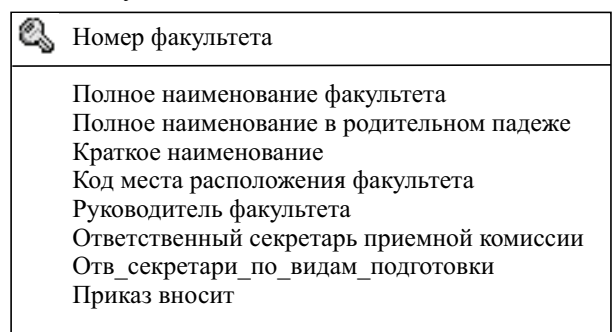 Номер факультета
Полное наименование факультета
Полное наименование в родительном падеже
Краткое наименование
Код места расположения факультета
Руководитель факультета
Ответственный секретарь приемной комиссии
Отв_секретари_по_видам_подготовки
Приказ вносит